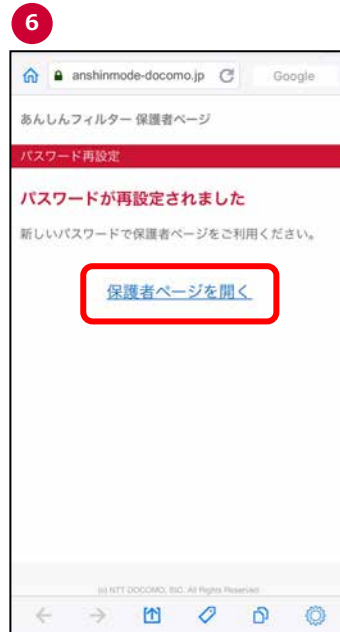 6
anshinmode-docomo.jp
Google
あんしんフィルター 保護者ページ
パスワード再設定
パスワードが再設定されました
新しいパスワードで保護者ページをご利用ください。
保護者ページを開く
(c) NTT DOCOMO, INC. All Rights Reserved